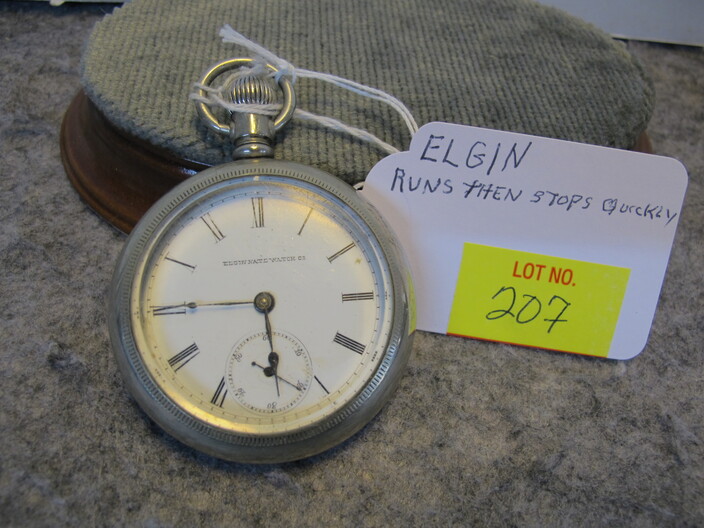 ELGIN NAT'L WATCH CO
ELGIN
RUNS THEN STOPS QuicKLY
LOT NO.
207